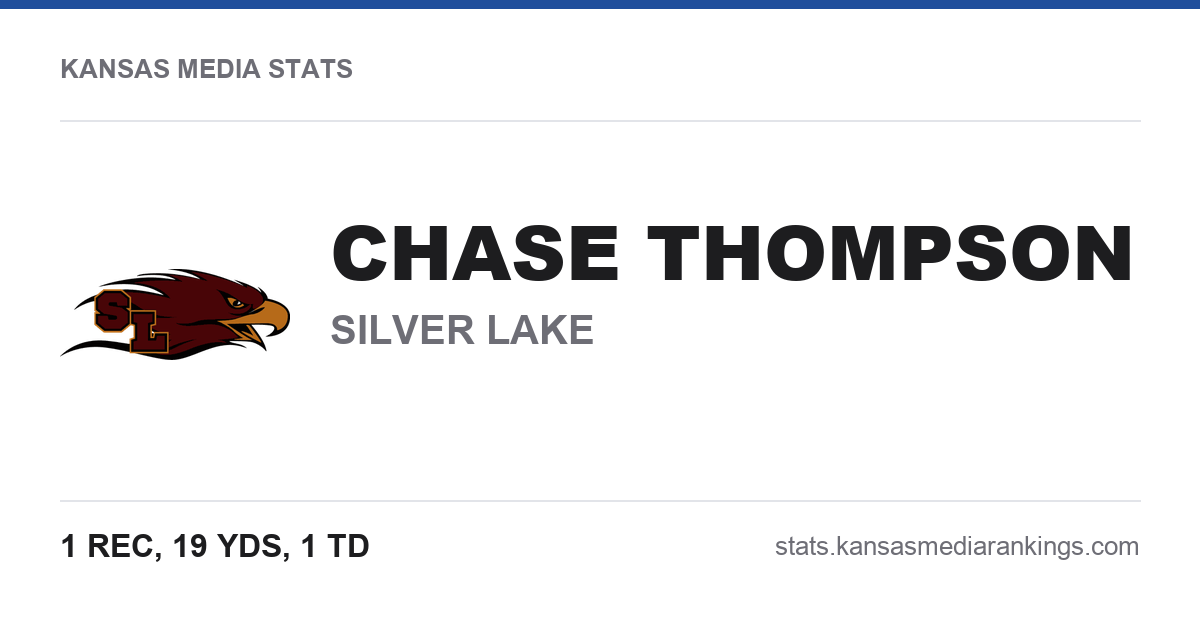 KANSAS MEDIA STATS
CHASE THOMPSON
SILVER LAKE
SL
1 REC, 19 YDS, 1 TD
stats.kansasmediarankings.com